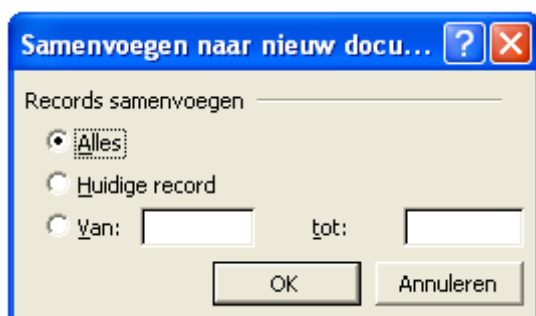 Samenvoegen naar nieuw docu...
Records samenvoegen
Alles
Huidige record
Van: tot:
OK Annuleren